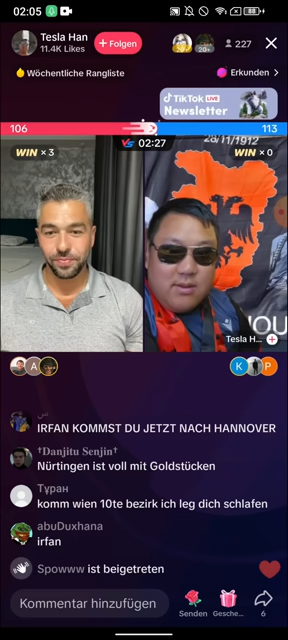 02:05
88
Tesla Han
11.4K Likes
+ Folgen
20+
227
Wöchentliche Rangliste
Erkunden >
TikTok LIVE
Newsletter
106
113
28/11/1912
WIN × 3
VS 02:27
WIN × 0
Tesla H...
A
K
P
IRFAN KOMMST DU JETZT NACH HANNOVER
†Danjitu Senjin†
Nürtingen ist voll mit Goldstücken
Туран
komm wien 10te bezirk ich leg dich schlafen
abuDuxhana
irfan
Spowww ist beigetreten
Kommentar hinzufügen
Senden
Gesche...
6